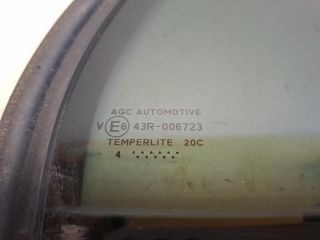 AGC AUTOMOTIVE
V E6 43R-006723
TEMPERLITE 20C
4